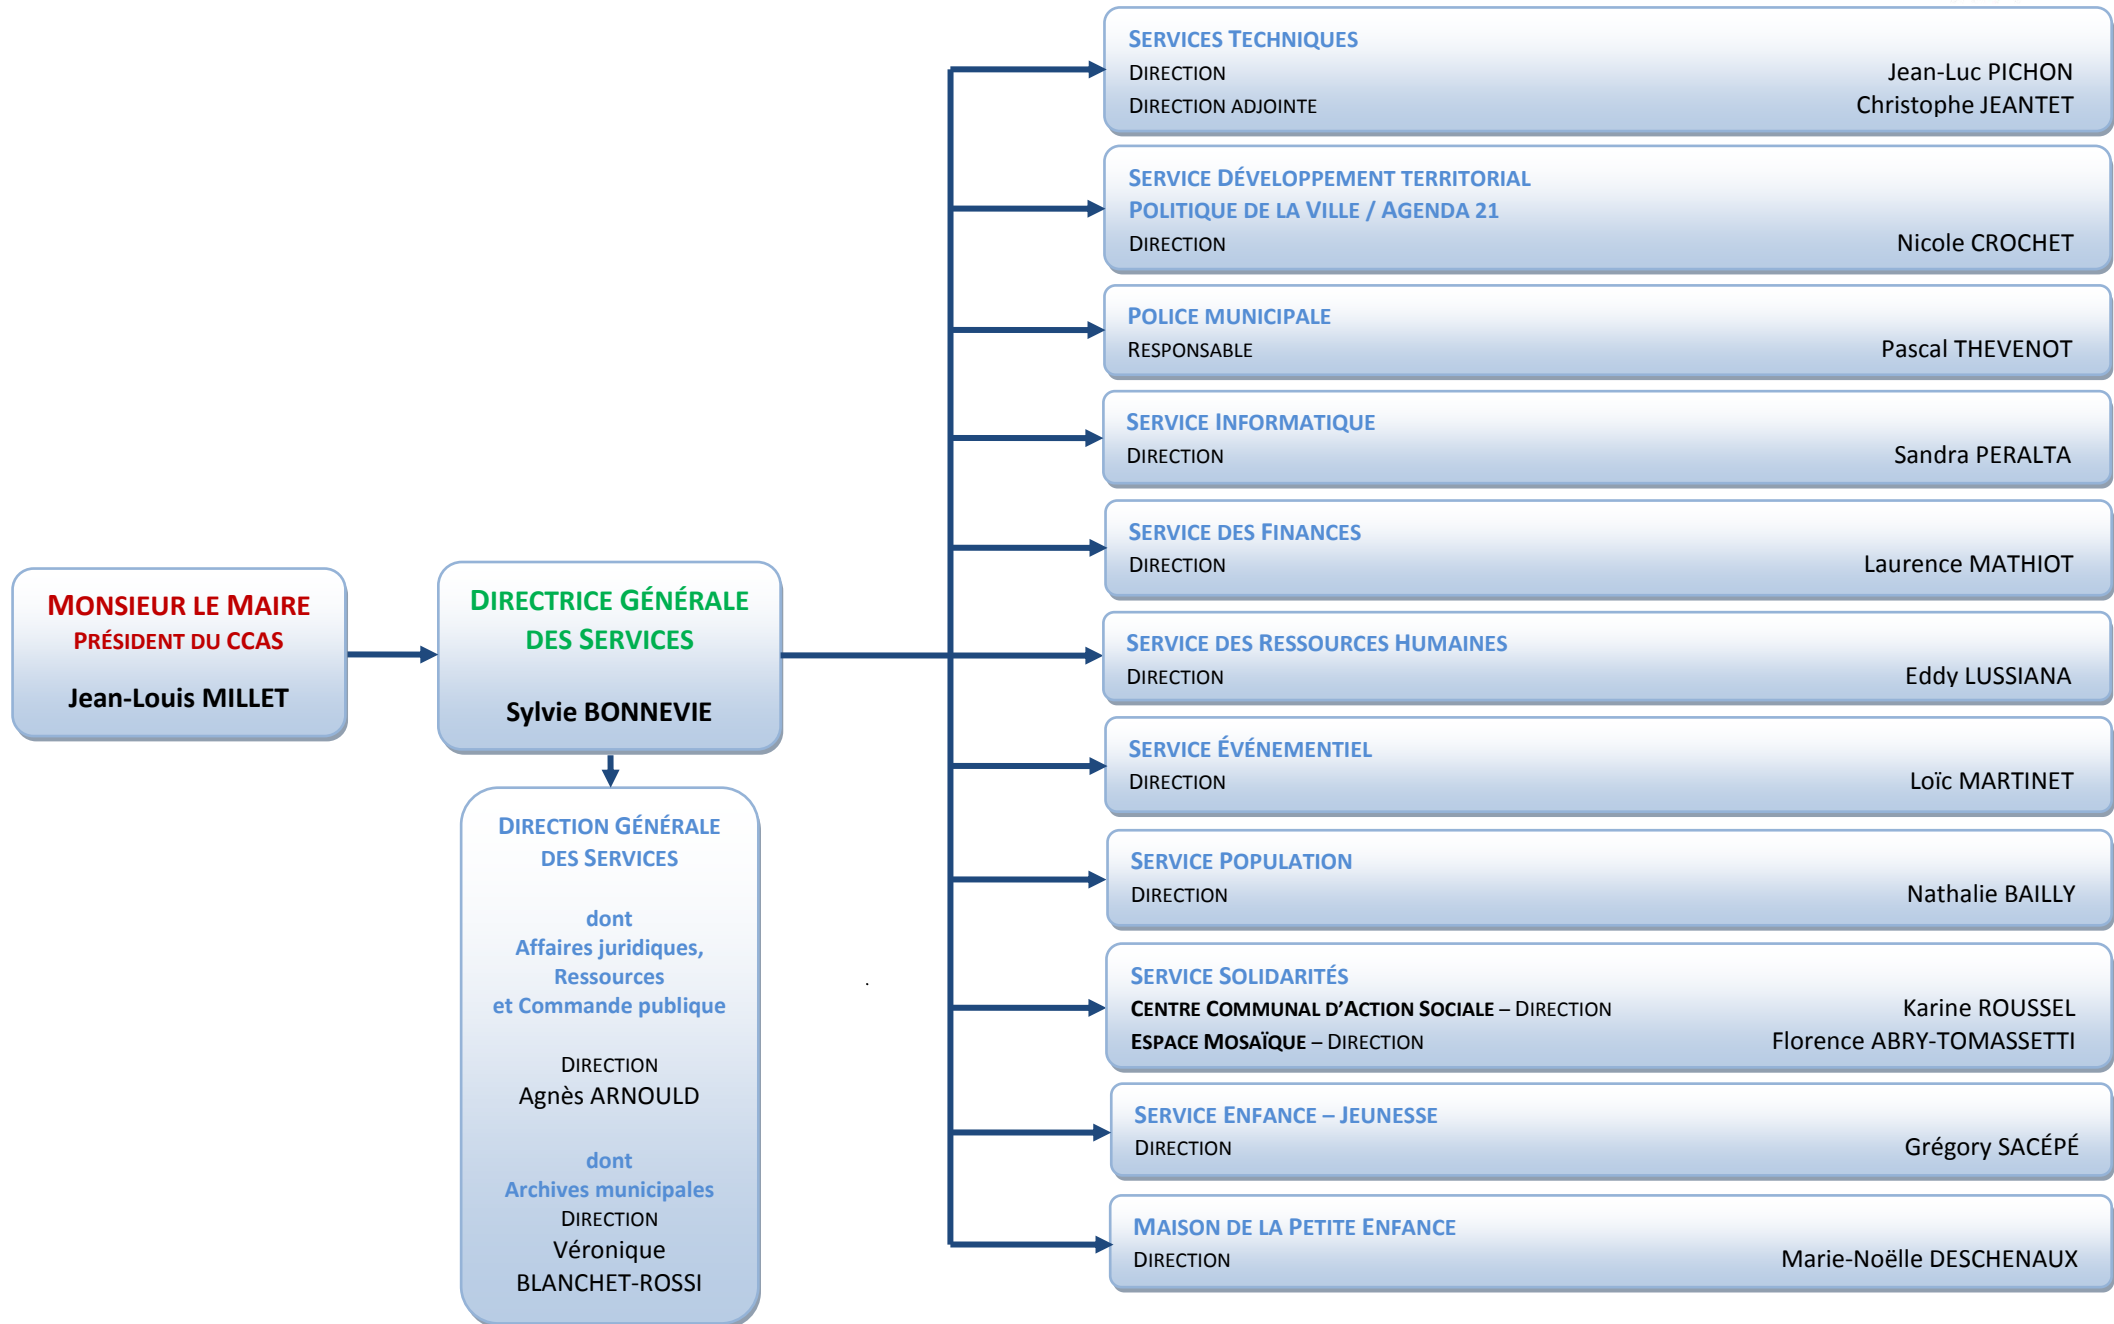 MONSIEUR LE MAIRE
PRÉSIDENT DU CCAS
Jean-Louis MILLET
DIRECTRICE GÉNÉRALE
DES SERVICES
Sylvie BONNEVIE
DIRECTION GÉNÉRALE
DES SERVICES
dont
Affaires juridiques,
Ressources
et Commande publique
DIRECTION
Agnès ARNOULD
dont
Archives municipales
DIRECTION
Véronique
BLANCHET-ROSSI
SERVICES TECHNIQUES
DIRECTION Jean-Luc PICHON
DIRECTION ADJOINTE Christophe JEANTET
SERVICE DÉVELOPPEMENT TERRITORIAL
POLITIQUE DE LA VILLE / AGENDA 21
DIRECTION Nicole CROCHET
POLICE MUNICIPALE
RESPONSABLE Pascal THEVENOT
SERVICE INFORMATIQUE
DIRECTION Sandra PERALTA
SERVICE DES FINANCES
DIRECTION Laurence MATHIOT
SERVICE DES RESSOURCES HUMAINES
DIRECTION Eddy LUSSIANA
SERVICE ÉVÉNEMENTIEL
DIRECTION Loïc MARTINET
SERVICE POPULATION
DIRECTION Nathalie BAILLY
SERVICE SOLIDARITÉS
CENTRE COMMUNAL D'ACTION SOCIALE – DIRECTION Karine ROUSSEL
ESPACE MOSAÏQUE – DIRECTION Florence ABRY-TOMASSETTI
SERVICE ENFANCE – JEUNESSE
DIRECTION Grégory SACÉPÉ
MAISON DE LA PETITE ENFANCE
DIRECTION Marie-Noëlle DESCHENAUX